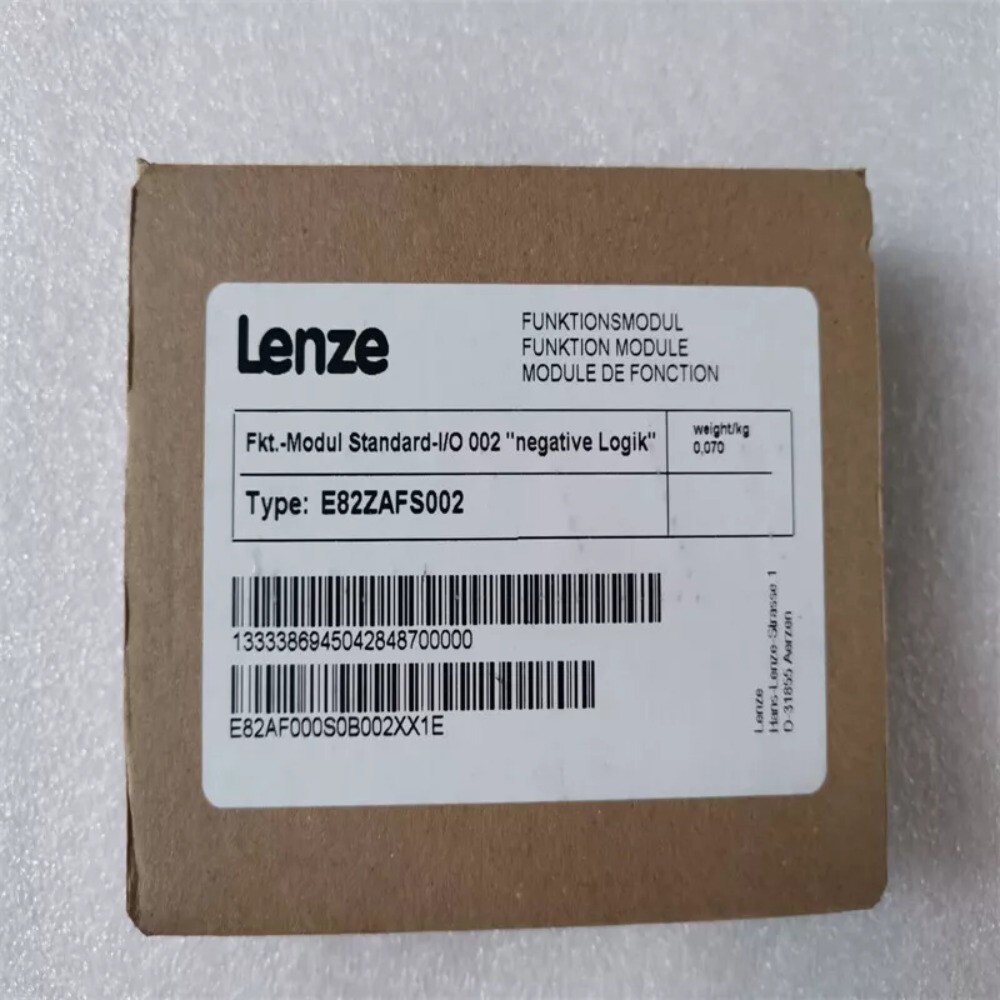 Lenze
FUNKTIONSMODUL
FUNKTION MODULE
MODULE DE FONCTION
Fkt.-Modul Standard-I/O 002 "negative Logik"
weight/kg
0,070
Type: E82ZAFS002
1333386945042848700000
E82AF000S0B002XX1E
Lenze
Hans-Lenze-Strasse 1
D-31855 Aerzen